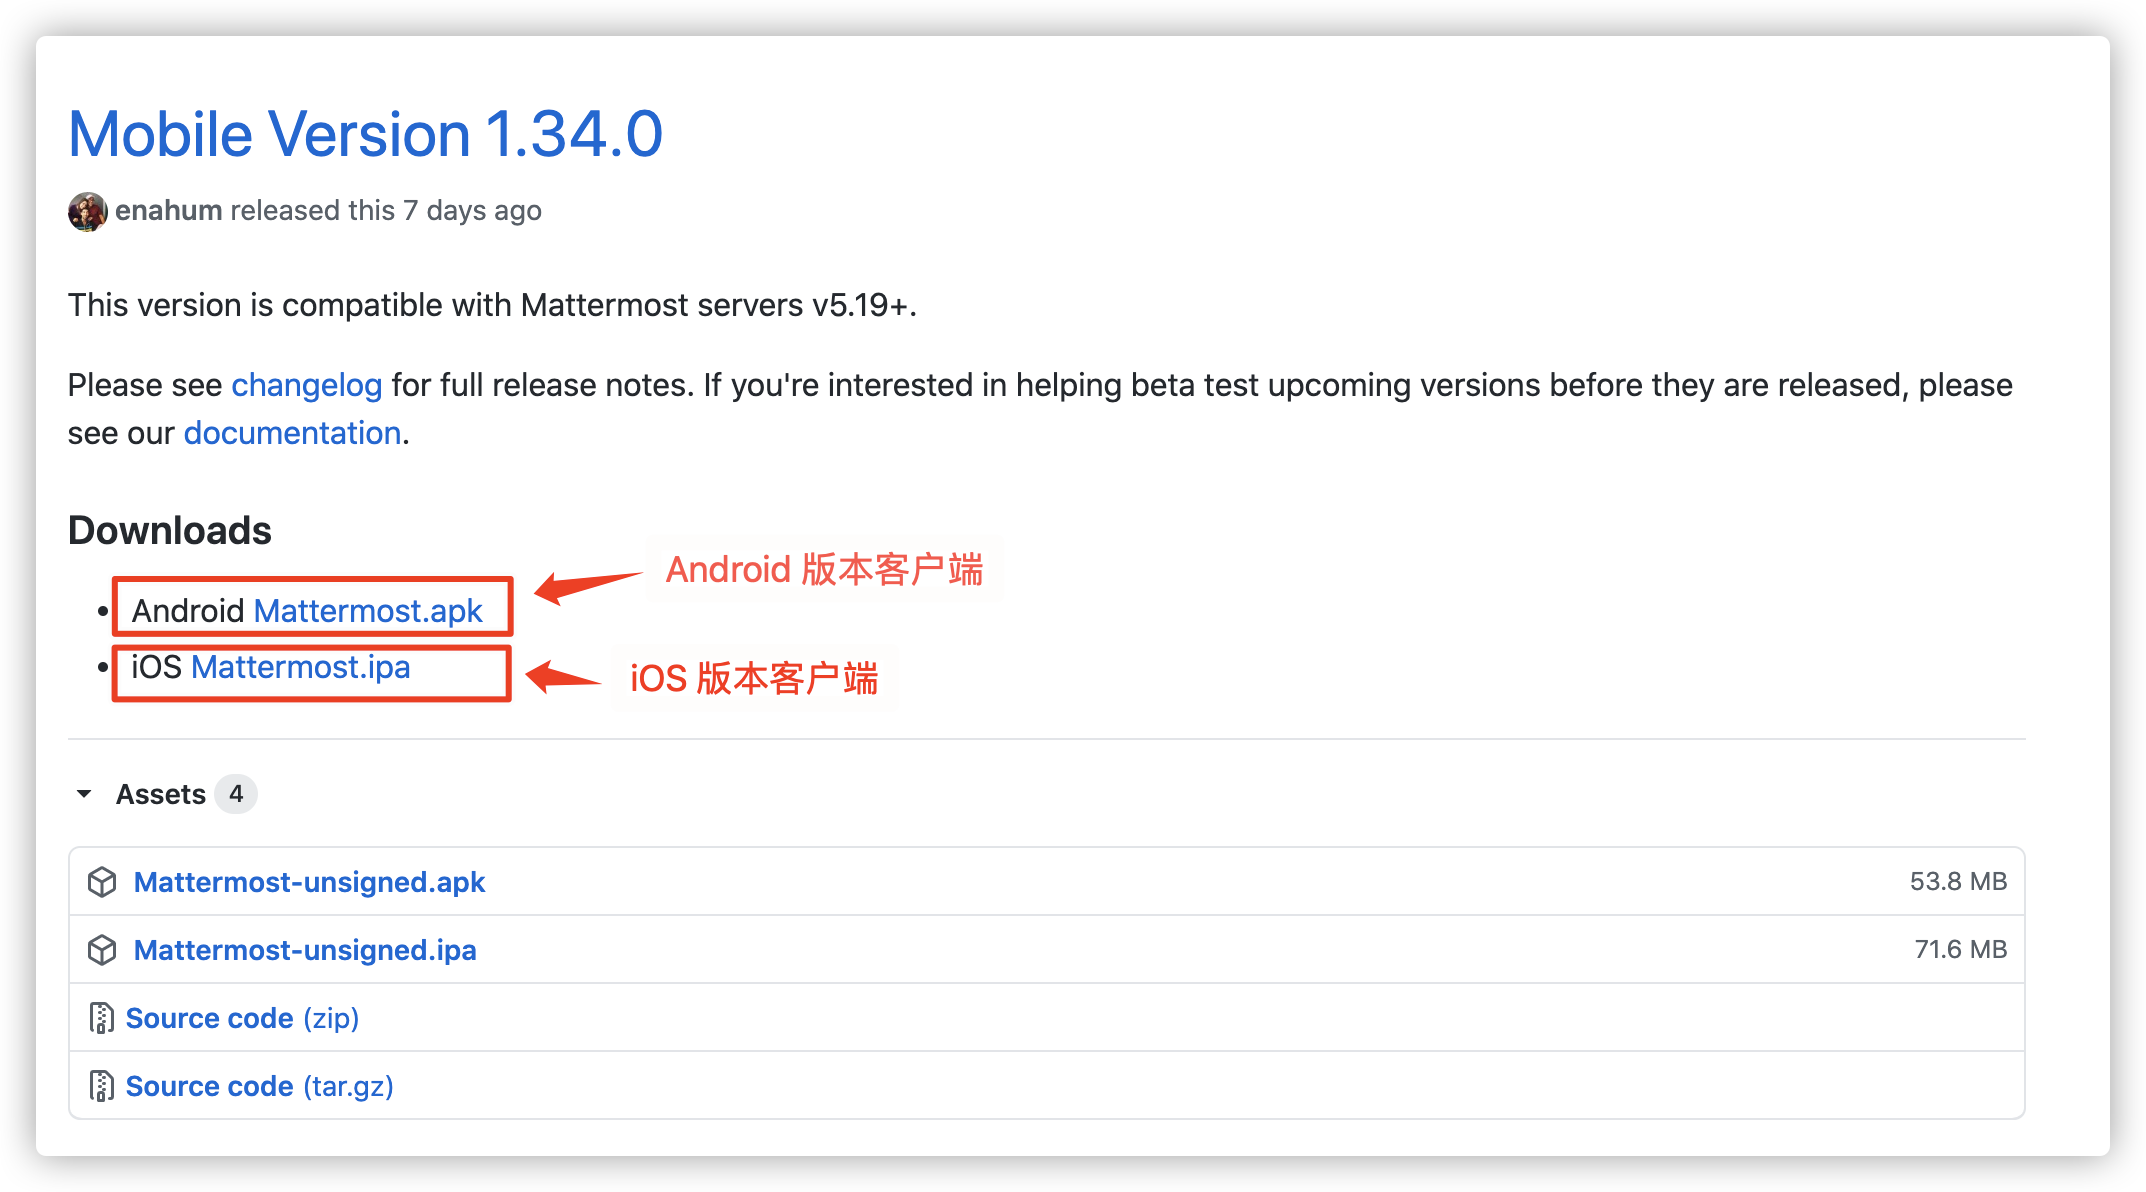 Mobile Version 1.34.0
enahum released this 7 days ago
This version is compatible with Mattermost servers v5.19+.
Please see changelog for full release notes. If you're interested in helping beta test upcoming versions before they are released, please
see our documentation.
Downloads
Android 版本客户端
• Android Mattermost.apk
• iOS Mattermost.ipa
iOS 版本客户端
Assets 4
Mattermost-unsigned.apk 53.8 MB
Mattermost-unsigned.ipa 71.6 MB
Source code (zip)
Source code (tar.gz)